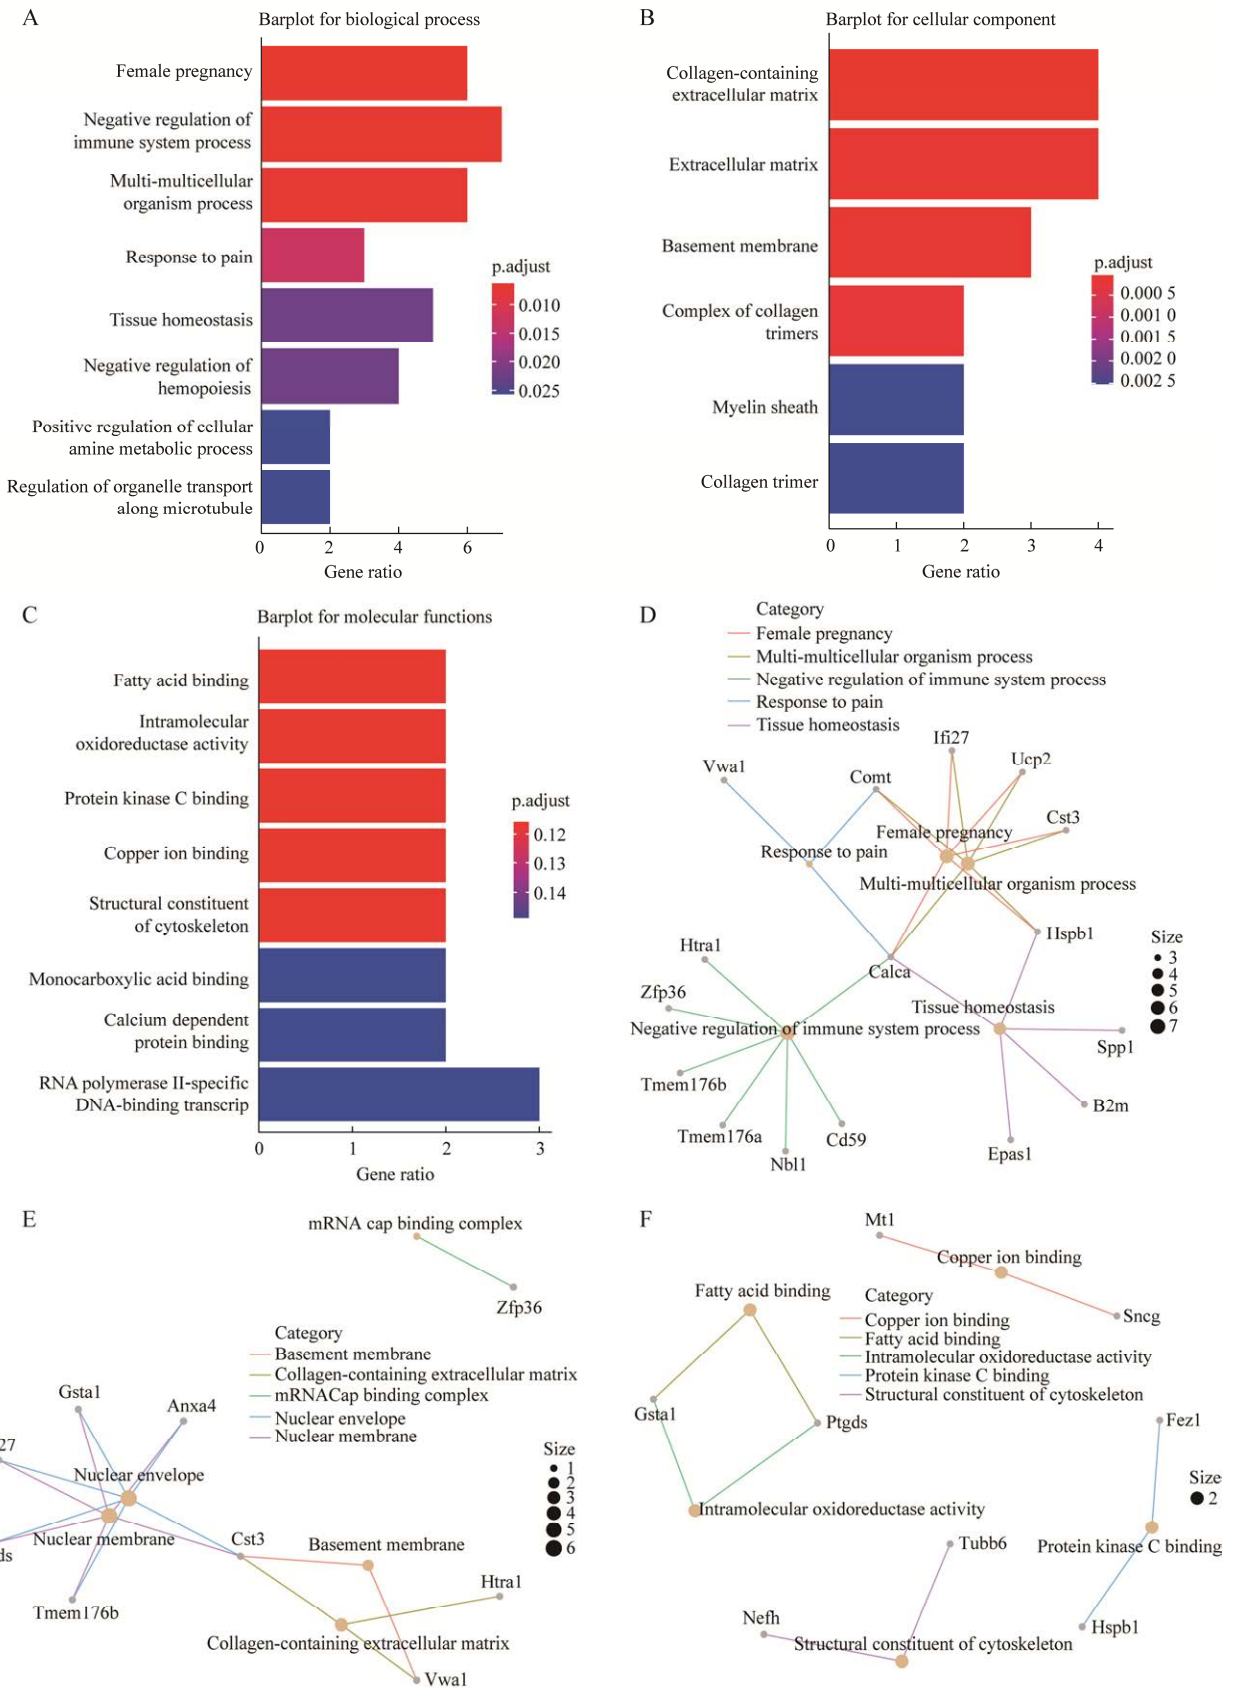 A
Barplot for biological process
Female pregnancy
Negative regulation of
immune system process
Multi-multicellular
organism process
Response to pain
Tissue homeostasis
Negative regulation of
hemopoiesis
Positive regulation of cellular
amine metabolic process
Regulation of organelle transport
along microtubule
p.adjust
0.010
0.015
0.020
0.025
0 2 4 6
Gene ratio
B
Barplot for cellular component
Collagen-containing
extracellular matrix
Extracellular matrix
Basement membrane
Complex of collagen
trimers
Myelin sheath
Collagen trimer
p.adjust
0.000 5
0.001 0
0.001 5
0.002 0
0.002 5
0 1 2 3 4
Gene ratio
C
Barplot for molecular functions
Fatty acid binding
Intramolecular
oxidoreductase activity
Protein kinase C binding
Copper ion binding
Structural constituent
of cytoskeleton
Monocarboxylic acid binding
Calcium dependent
protein binding
RNA polymerase II-specific
DNA-binding transcrip
p.adjust
0.12
0.13
0.14
0 1 2 3
Gene ratio
D
Category
Female pregnancy
Multi-multicellular organism process
Negative regulation of immune system process
Response to pain
Tissue homeostasis
Ifi27
Vwa1
Comt
Ucp2
Cst3
Female pregnancy
Response to pain
Multi-multicellular organism process
Hspb1
Htra1
Calca
Zfp36
Tissue homeostasis
Negative regulation of immune system process
Spp1
Tmem176b
B2m
Tmem176a
Cd59
Nbl1
Epas1
Size
3
4
5
6
7
E
mRNA cap binding complex
Zfp36
Category
Basement membrane
Collagen-containing extracellular matrix
mRNACap binding complex
Nuclear envelope
Nuclear membrane
Gsta1
Anxa4
27
Nuclear envelope
Nuclear membrane
ds
Cst3
Basement membrane
Tmem176b
Htra1
Collagen-containing extracellular matrix
Vwa1
Size
1
2
3
4
5
6
F
Mt1
Copper ion binding
Fatty acid binding
Sncg
Category
Copper ion binding
Fatty acid binding
Intramolecular oxidoreductase activity
Protein kinase C binding
Structural constituent of cytoskeleton
Gsta1
Ptgds
Fez1
Intramolecular oxidoreductase activity
Size
2
Tubb6
Protein kinase C binding
Nefh
Hspb1
Structural constituent of cytoskeleton